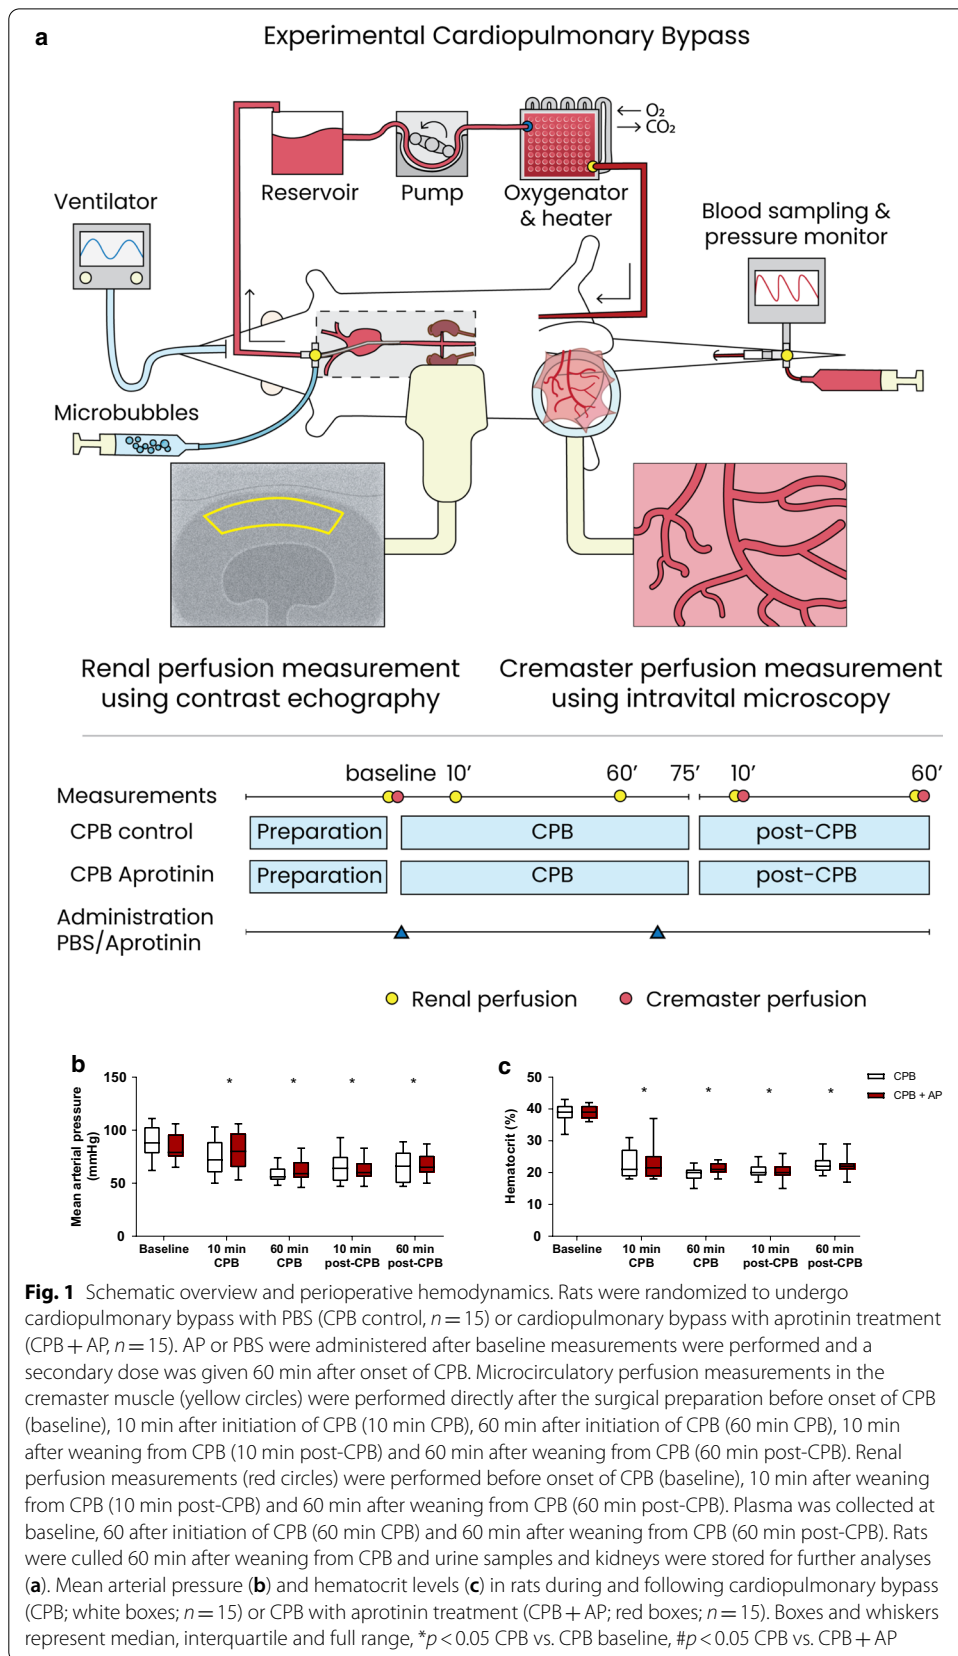 a
Experimental Cardiopulmonary Bypass
O₂
CO₂
Reservoir
Pump
Oxygenator
& heater
Ventilator
Blood sampling &
pressure monitor
Microbubbles
Renal perfusion measurement
using contrast echography
Cremaster perfusion measurement
using intravital microscopy
baseline 10′ 60′ 75′ 10′ 60′
Measurements
CPB control Preparation CPB post-CPB
CPB Aprotinin Preparation CPB post-CPB
Administration
PBS/Aprotinin
Renal perfusion Cremaster perfusion
b
Mean arterial pressure
(mmHg)
150
100
50
0
* * * *
Baseline 10 min CPB 60 min CPB 10 min post-CPB 60 min post-CPB
c
Hematocrit (%)
50
40
30
20
10
0
* * * *
CPB
CPB + AP
Baseline 10 min CPB 60 min CPB 10 min post-CPB 60 min post-CPB
Fig. 1 Schematic overview and perioperative hemodynamics. Rats were randomized to undergo
cardiopulmonary bypass with PBS (CPB control, n = 15) or cardiopulmonary bypass with aprotinin treatment
(CPB + AP, n = 15). AP or PBS were administered after baseline measurements were performed and a
secondary dose was given 60 min after onset of CPB. Microcirculatory perfusion measurements in the
cremaster muscle (yellow circles) were performed directly after the surgical preparation before onset of CPB
(baseline), 10 min after initiation of CPB (10 min CPB), 60 min after initiation of CPB (60 min CPB), 10 min
after weaning from CPB (10 min post-CPB) and 60 min after weaning from CPB (60 min post-CPB). Renal
perfusion measurements (red circles) were performed before onset of CPB (baseline), 10 min after weaning
from CPB (10 min post-CPB) and 60 min after weaning from CPB (60 min post-CPB). Plasma was collected at
baseline, 60 after initiation of CPB (60 min CPB) and 60 min after weaning from CPB (60 min post-CPB). Rats
were culled 60 min after weaning from CPB and urine samples and kidneys were stored for further analyses
(a). Mean arterial pressure (b) and hematocrit levels (c) in rats during and following cardiopulmonary bypass
(CPB; white boxes; n = 15) or CPB with aprotinin treatment (CPB + AP; red boxes; n = 15). Boxes and whiskers
represent median, interquartile and full range, *p < 0.05 CPB vs. CPB baseline, #p < 0.05 CPB vs. CPB + AP